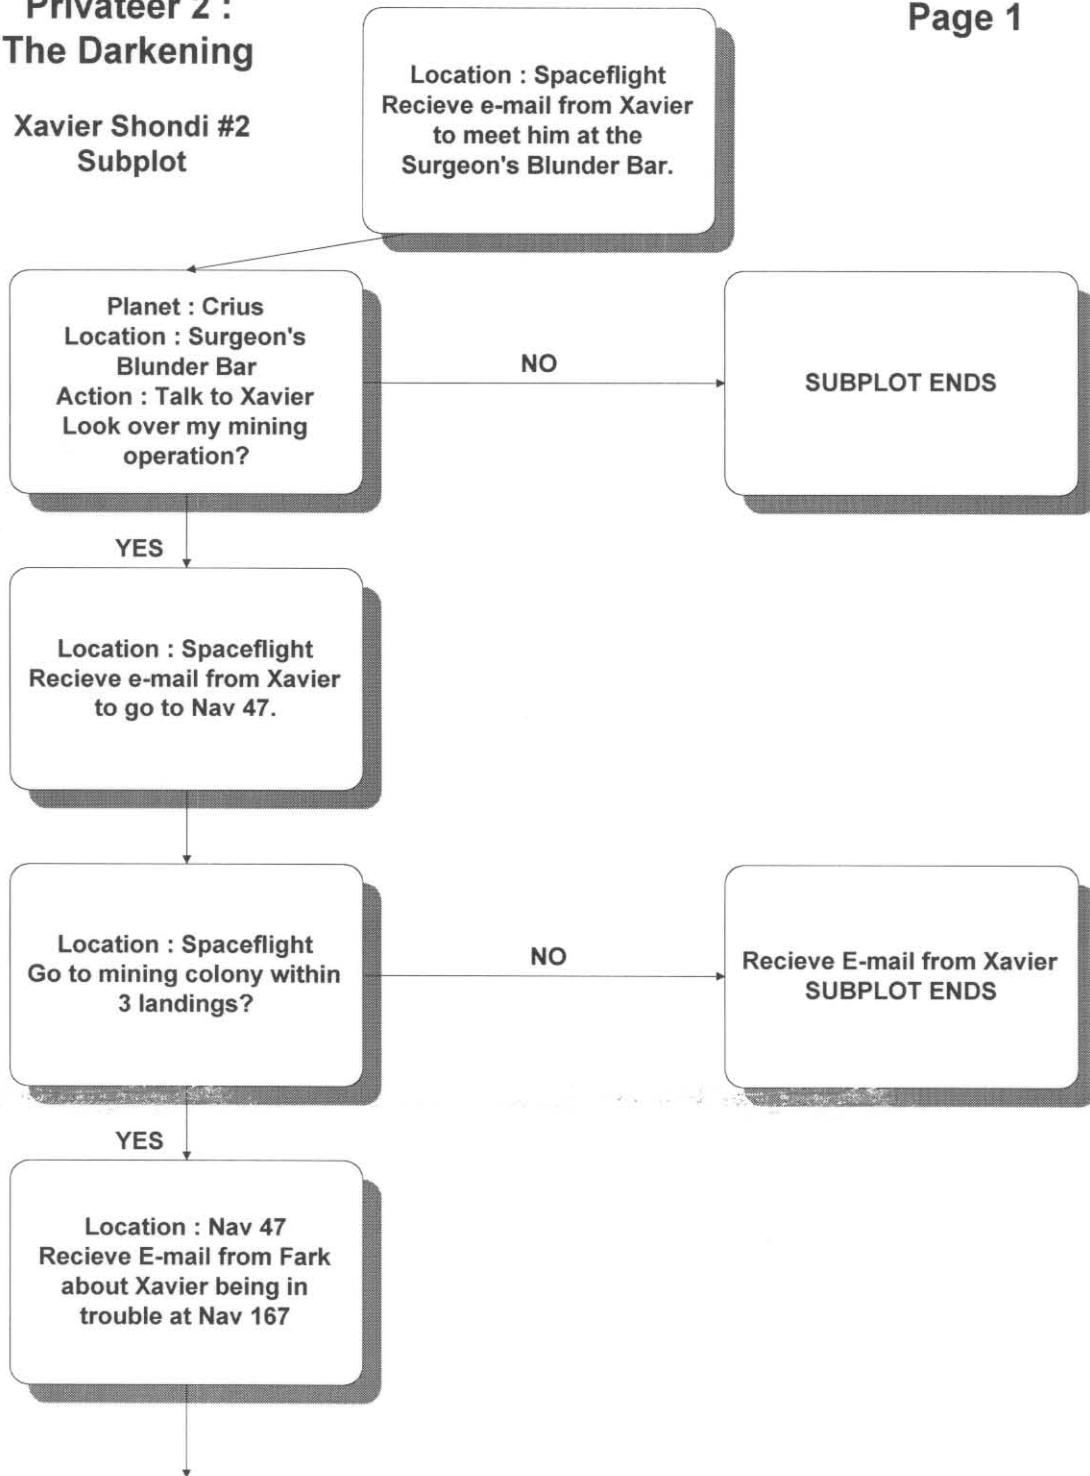 Privateer 2 :
The Darkening
Page 1
Xavier Shondi #2
Subplot
Location : Spaceflight
Recieve e-mail from Xavier
to meet him at the
Surgeon's Blunder Bar.
Planet : Crius
Location : Surgeon's
Blunder Bar
Action : Talk to Xavier
Look over my mining
operation?
NO
SUBPLOT ENDS
YES
Location : Spaceflight
Recieve e-mail from Xavier
to go to Nav 47.
Location : Spaceflight
Go to mining colony within
3 landings?
NO
Recieve E-mail from Xavier
SUBPLOT ENDS
YES
Location : Nav 47
Recieve E-mail from Fark
about Xavier being in
trouble at Nav 167